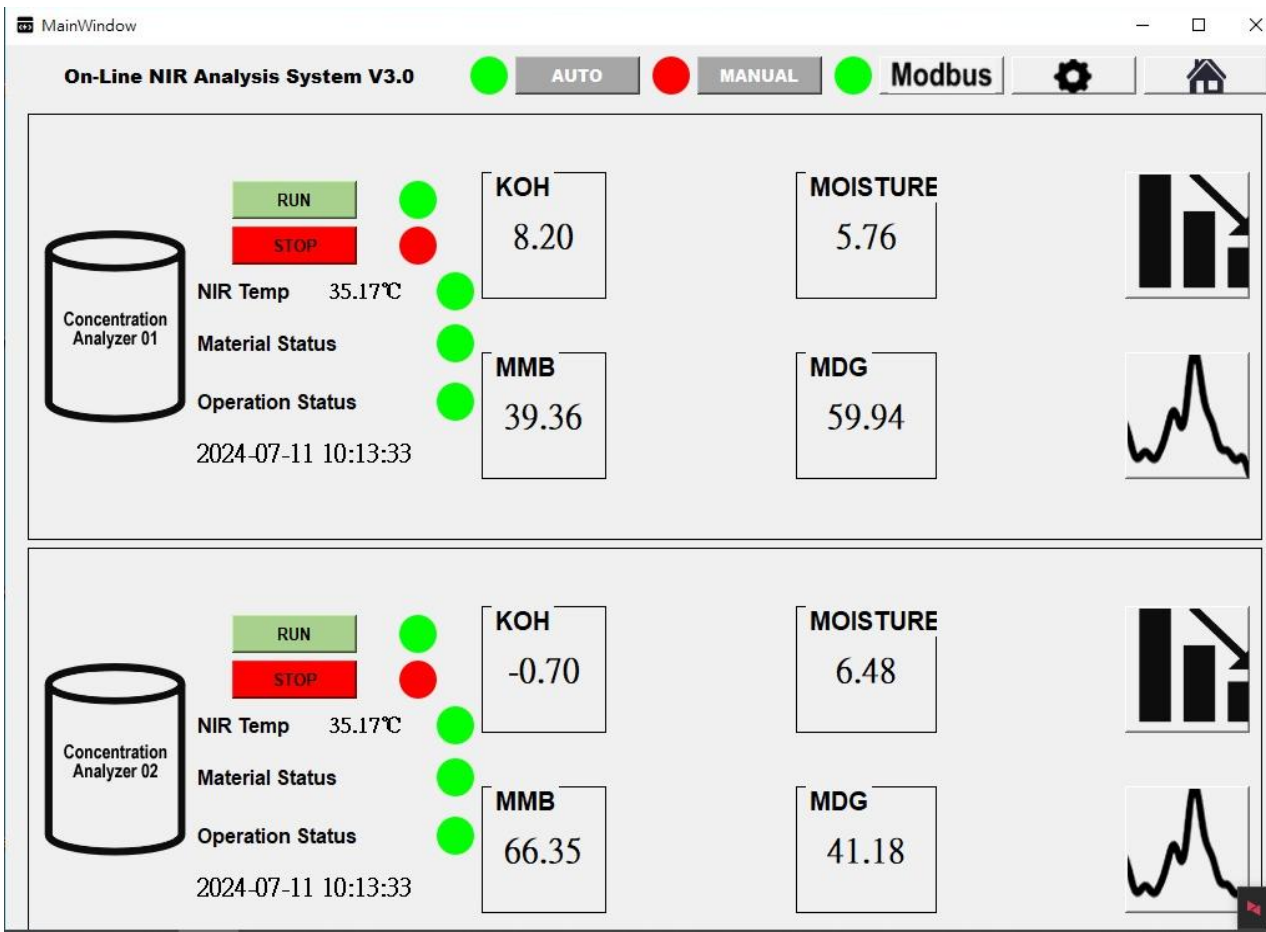 MainWindow
On-Line NIR Analysis System V3.0
AUTO
MANUAL
Modbus
RUN
STOP
NIR Temp 35.17℃
Concentration
Analyzer 01
Material Status
Operation Status
2024-07-11 10:13:33
KOH
8.20
MOISTURE
5.76
MMB
39.36
MDG
59.94
RUN
STOP
NIR Temp 35.17℃
Concentration
Analyzer 02
Material Status
Operation Status
2024-07-11 10:13:33
KOH
-0.70
MOISTURE
6.48
MMB
66.35
MDG
41.18